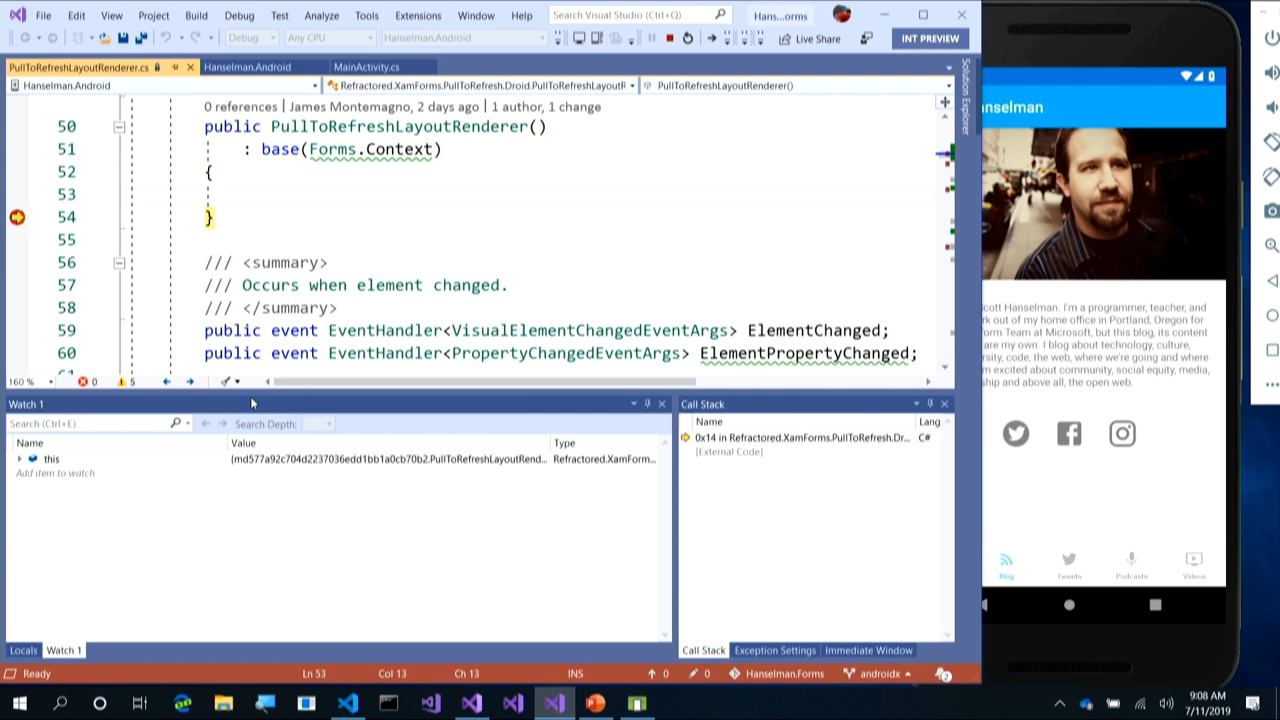 File Edit View Project Build Debug Test Analyze Tools Extensions Window Help Search Visual Studio (Ctrl+Q) Hans...orms
Debug Any CPU Hanselman.Android Live Share INT PREVIEW
PullToRefreshLayoutRenderer.cs Hanselman.Android MainActivity.cs
Hanselman.Android Refractored.XamForms.PullToRefresh.Droid.PullToRefreshLayoutR PullToRefreshLayoutRenderer()
Solution Explorer
0 references | James Montemagno, 2 days ago | 1 author, 1 change
50 public PullToRefreshLayoutRenderer()
51 : base(Forms.Context)
52 {
53
54 }
55
56 /// <summary>
57 /// Occurs when element changed.
58 /// </summary>
59 public event EventHandler<VisualElementChangedEventArgs> ElementChanged;
60 public event EventHandler<PropertyChangedEventArgs> ElementPropertyChanged;
160 % 0 5
Watch 1
Search (Ctrl+E) Search Depth:
Name Value Type
this {md577a92c704d2237036edd1bb1a0cb70b2.PullToRefreshLayoutRend... Refractored.XamForm...
Add item to watch
Locals Watch 1
Call Stack
Name Lang
0x14 in Refractored.XamForms.PullToRefresh.Dr... C#
[External Code]
Call Stack Exception Settings Immediate Window
Ready Ln 53 Col 13 Ch 13 INS 0 0 Hanselman.Forms androidx 2
anselman
cott Hanselman. I'm a programmer, teacher, and
rk out of my home office in Portland, Oregon for
orm Team at Microsoft, but this blog, its content
are my own. I blog about technology, culture,
rsity, code, the web, where we're going and where
m excited about community, social equity, media,
ship and above all, the open web.
Blog Tweets Podcasts Videos
9:08 AM
7/11/2019